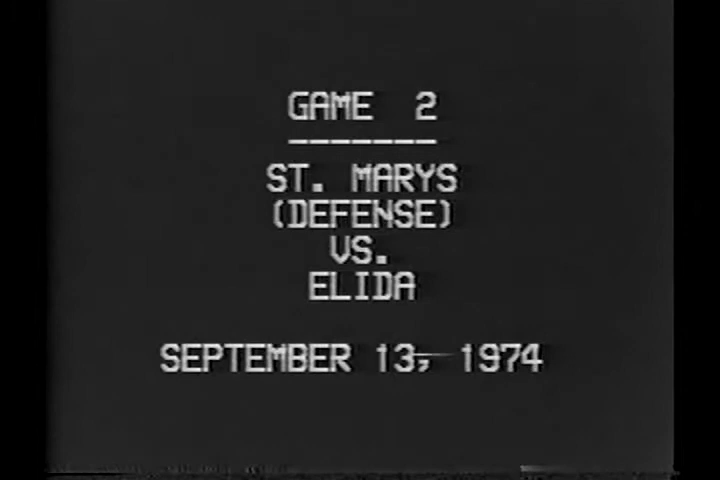 GAME 2
-------
ST. MARYS
(DEFENSE)
VS.
ELIDA
SEPTEMBER 13, 1974